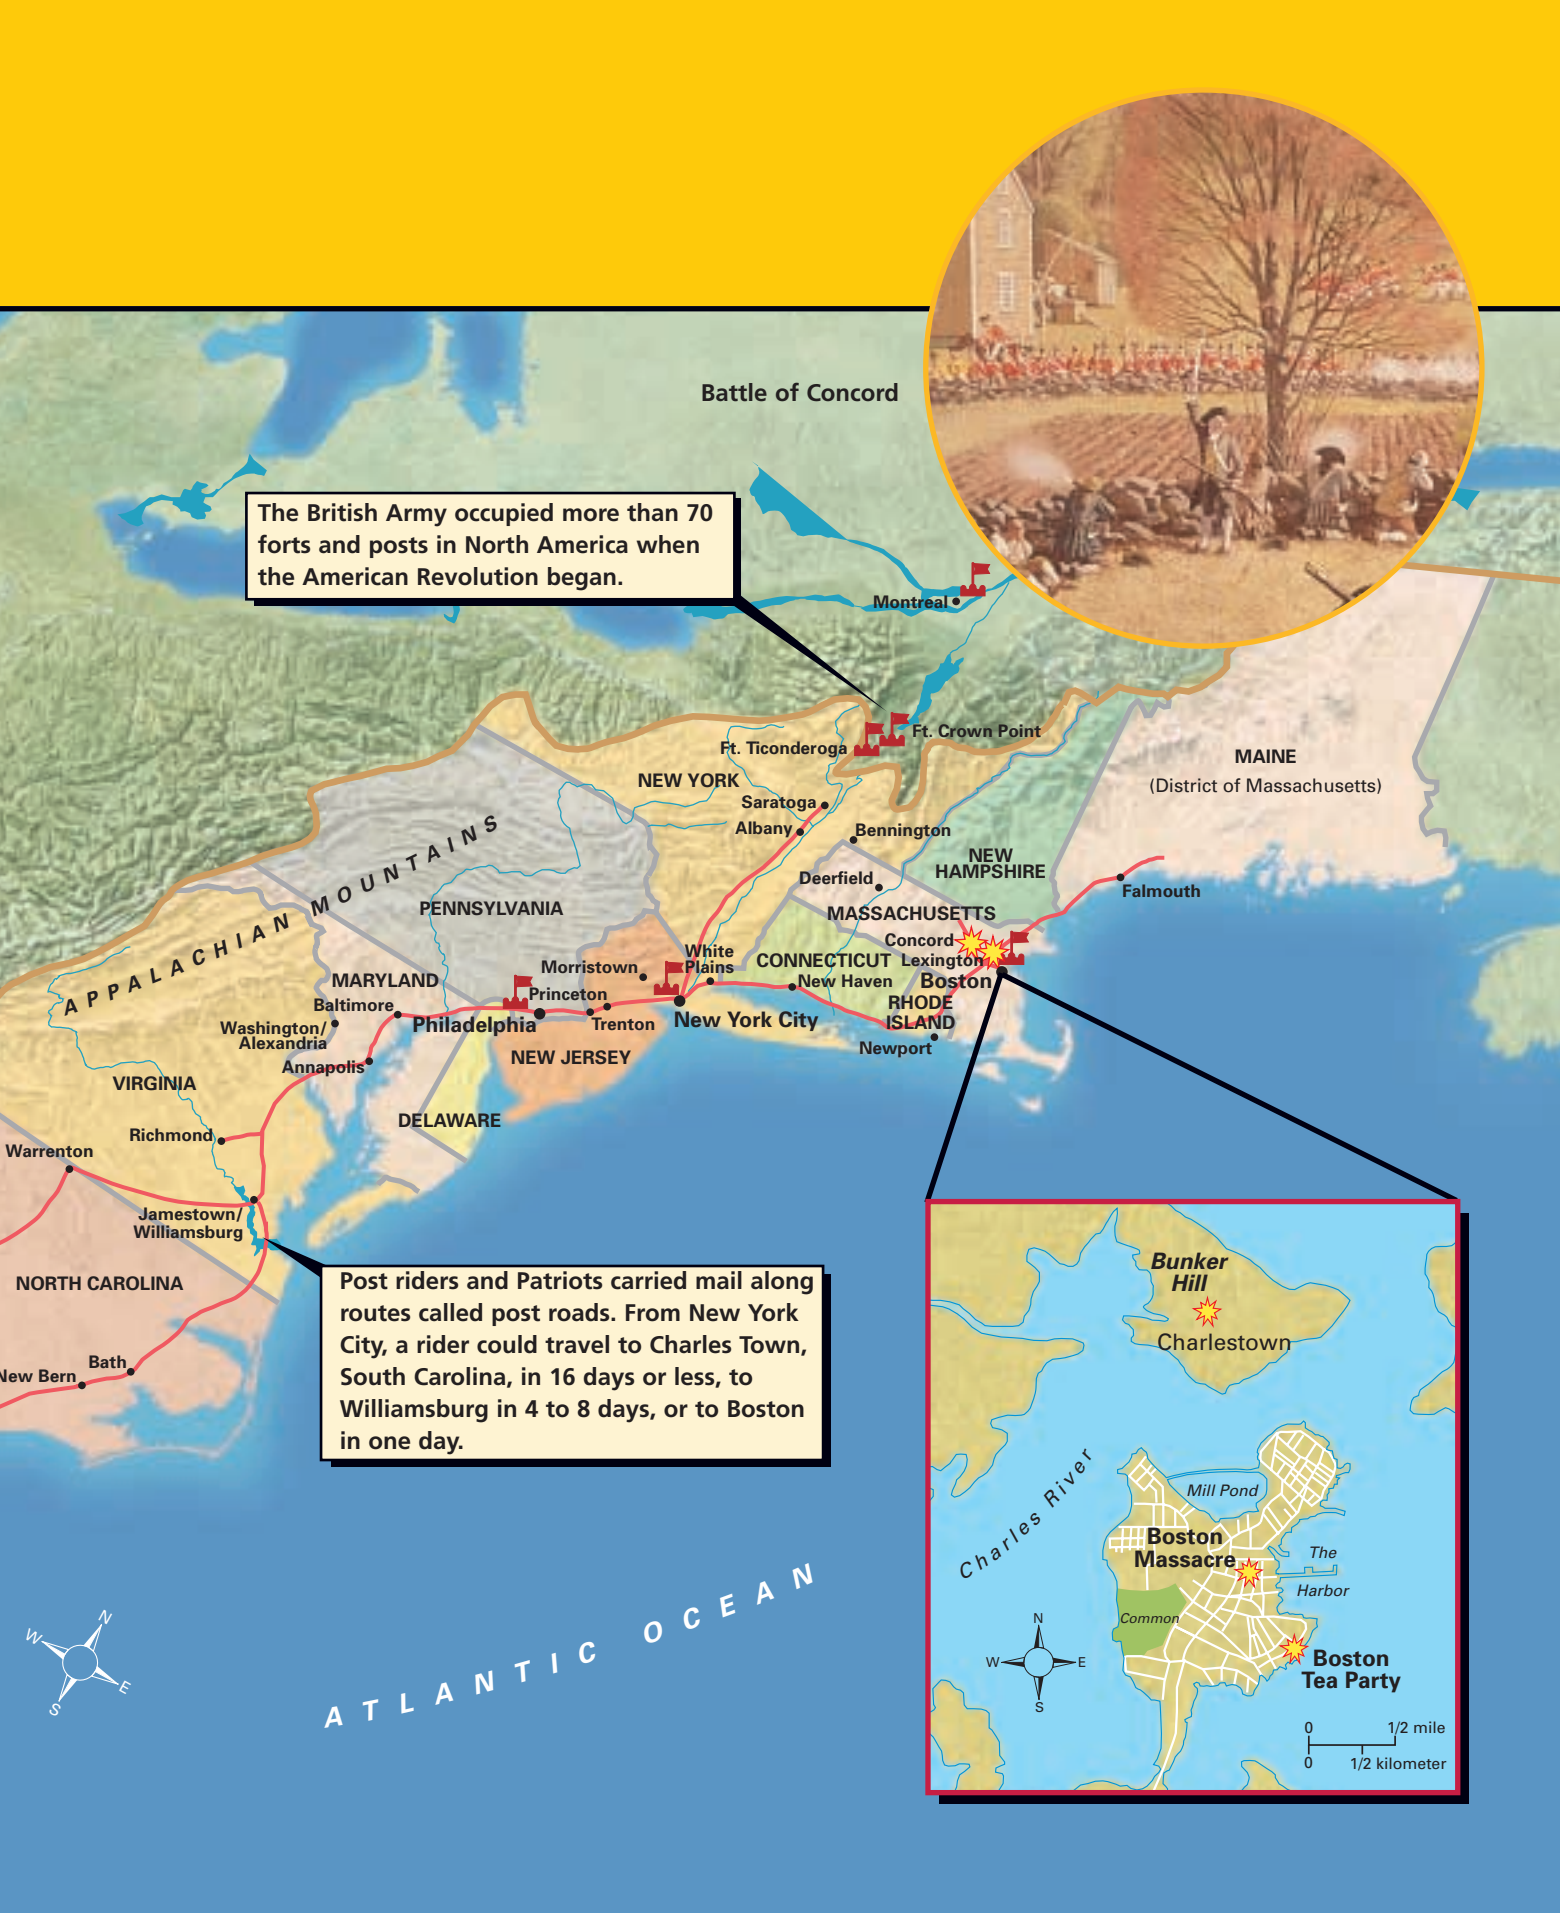 Battle of Concord
The British Army occupied more than 70
forts and posts in North America when
the American Revolution began.
Montreal
Ft. Crown Point
Ft. Ticonderoga
NEW YORK
MAINE
(District of Massachusetts)
Saratoga
Albany
Bennington
NEW
HAMPSHIRE
Deerfield
Falmouth
APPALACHIAN MOUNTAINS
PENNSYLVANIA
MASSACHUSETTS
Concord
Lexington
Boston
White
Plains
CONNECTICUT
New Haven
Morristown
MARYLAND
Princeton
Baltimore
Philadelphia
Trenton
New York City
RHODE
ISLAND
Newport
Washington/
Alexandria
Annapolis
NEW JERSEY
VIRGINIA
DELAWARE
Richmond
Warrenton
Jamestown/
Williamsburg
NORTH CAROLINA
Bath
New Bern
Post riders and Patriots carried mail along
routes called post roads. From New York
City, a rider could travel to Charles Town,
South Carolina, in 16 days or less, to
Williamsburg in 4 to 8 days, or to Boston
in one day.
ATLANTIC OCEAN
N
W
E
S
Bunker
Hill
Charlestown
Charles River
Mill Pond
Boston
Massacre
The
Harbor
Common
Boston
Tea Party
N
W
E
S
0 1/2 mile
0 1/2 kilometer